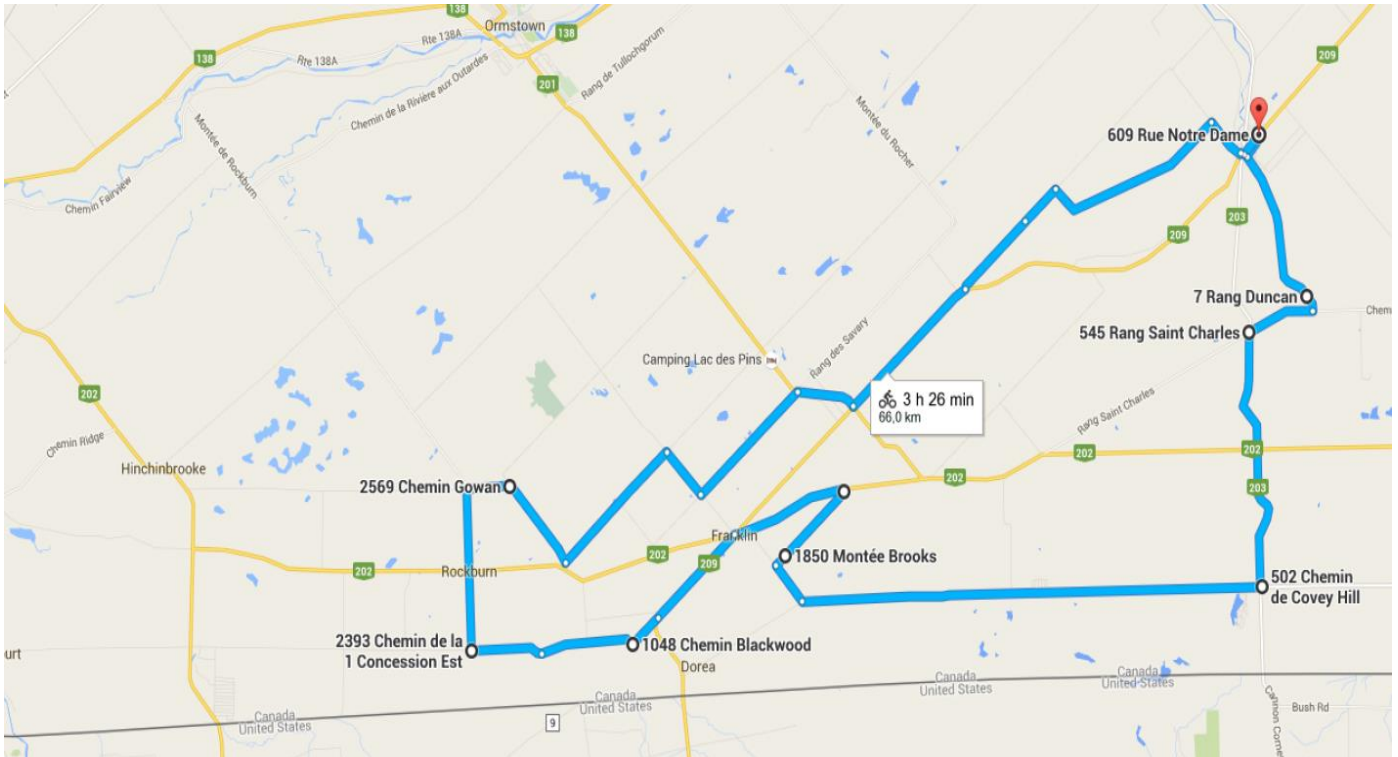 138
Ormstown
138
Rte 138A
209
138
Rte 138A
201
Rang de Tullochgorum
Chemin de la Rivière aux Outardes
Montée de Rockburn
Montée du Rocher
609 Rue Notre Dame
Chemin Fairview
203
209
7 Rang Duncan
Chem
545 Rang Saint Charles
Rang des Savary
Camping Lac des Pins
3 h 26 min
66,0 km
202
Rang Saint Charles
Chemin Ridge
202
202
Hinchinbrooke
2569 Chemin Gowan
202
203
Franklin
202
1850 Montée Brooks
209
202
Rockburn
502 Chemin
de Covey Hill
2393 Chemin de la
1 Concession Est
1048 Chemin Blackwood
ourt
Dorea
Canada
United States
Canada
United States
Canada
United States
Canada
United States
9
Bush Rd
Cannon Corne